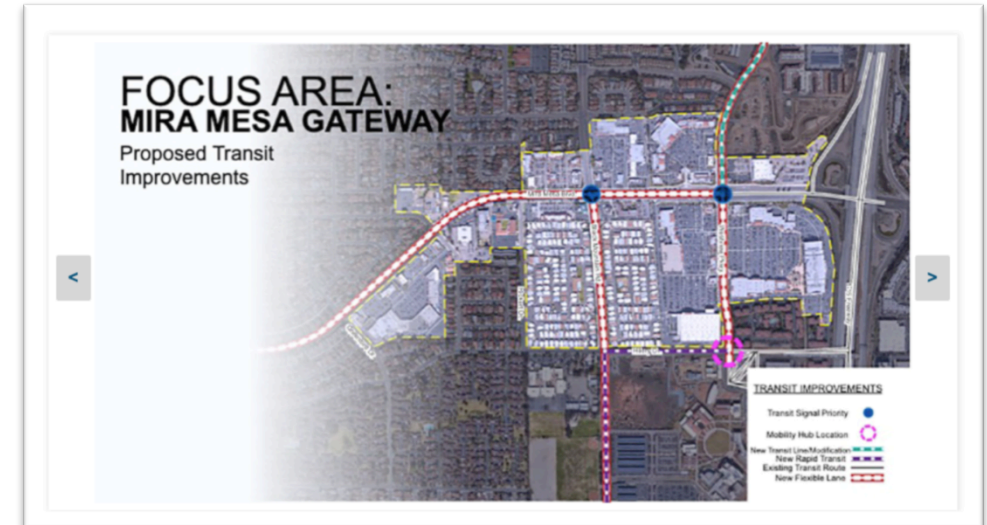 FOCUS AREA:
MIRA MESA GATEWAY
Proposed Transit
Improvements
<
>
TRANSIT IMPROVEMENTS
Transit Signal Priority
Mobility Hub Location
New Transit Line/Modification
New Rapid Transit
Existing Transit Route
New Flexible Lane